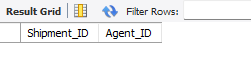 Result Grid Filter Rows:
Shipment_ID Agent_ID